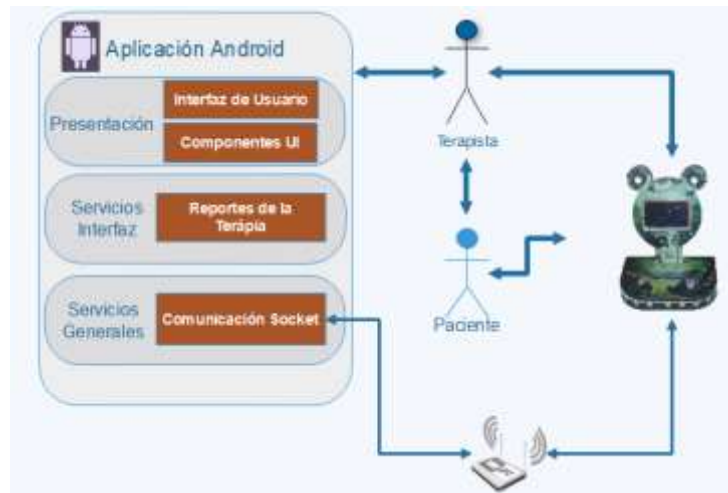 Aplicación Android
Presentación
Interfaz de Usuario
Componentes UI
Servicios
Interfaz
Reportes de la
Terápia
Servicios
Generales
Comunicación Socket
Terapista
Paciente